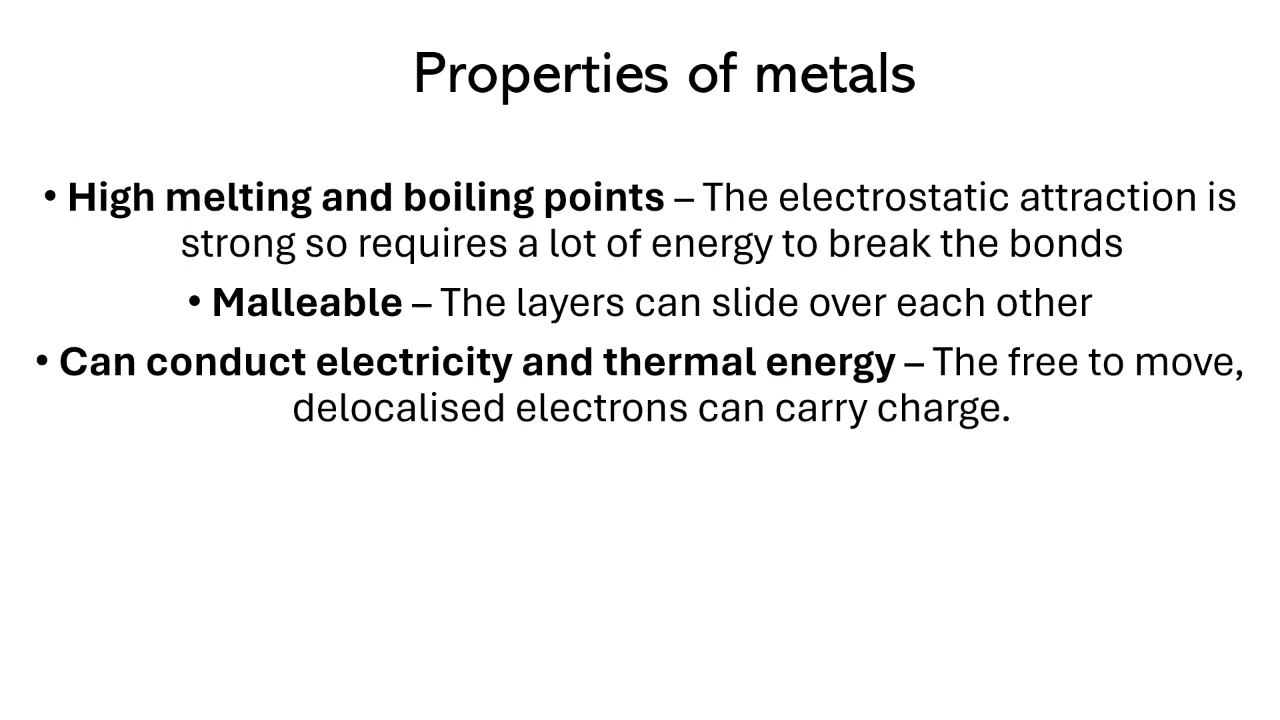 Properties of metals
• High melting and boiling points – The electrostatic attraction is
strong so requires a lot of energy to break the bonds
• Malleable – The layers can slide over each other
• Can conduct electricity and thermal energy – The free to move,
delocalised electrons can carry charge.